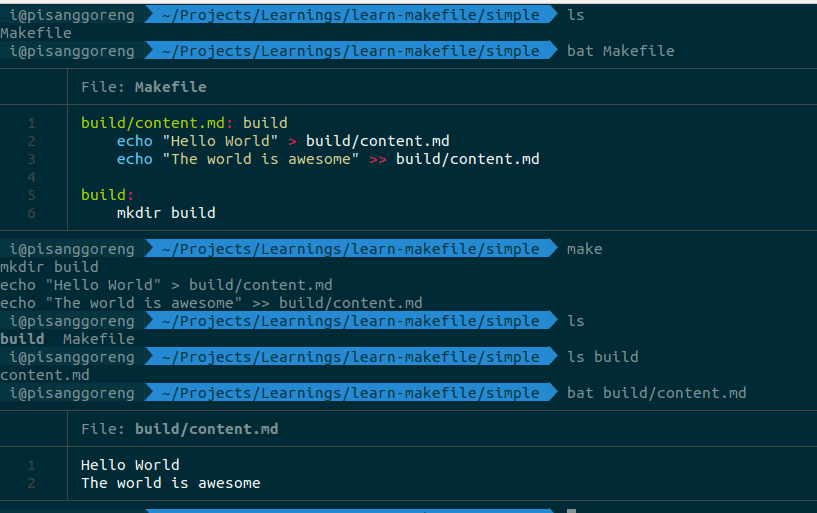 i@pisanggoreng ~/Projects/Learnings/learn-makefile/simple ls
Makefile
i@pisanggoreng ~/Projects/Learnings/learn-makefile/simple bat Makefile
File: Makefile
1 build/content.md: build
2 echo "Hello World" > build/content.md
3 echo "The world is awesome" >> build/content.md
4
5 build:
6 mkdir build
i@pisanggoreng ~/Projects/Learnings/learn-makefile/simple make
mkdir build
echo "Hello World" > build/content.md
echo "The world is awesome" >> build/content.md
i@pisanggoreng ~/Projects/Learnings/learn-makefile/simple ls
build Makefile
i@pisanggoreng ~/Projects/Learnings/learn-makefile/simple ls build
content.md
i@pisanggoreng ~/Projects/Learnings/learn-makefile/simple bat build/content.md
File: build/content.md
1 Hello World
2 The world is awesome